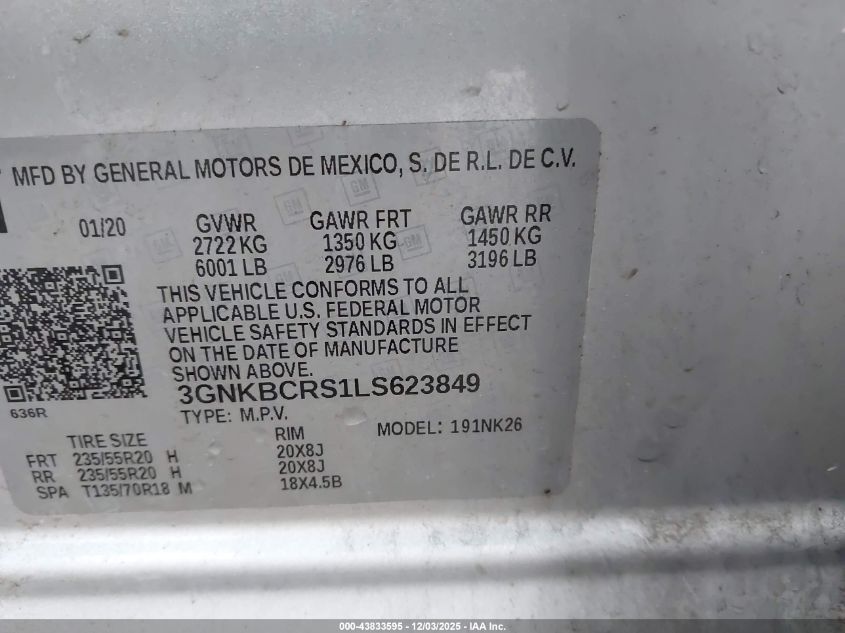 MFD BY GENERAL MOTORS DE MEXICO, S. DE R.L. DE C.V.
01/20 GVWR GAWR FRT GAWR RR
2722 KG 1350 KG 1450 KG
6001 LB 2976 LB 3196 LB
THIS VEHICLE CONFORMS TO ALL
APPLICABLE U.S. FEDERAL MOTOR
VEHICLE SAFETY STANDARDS IN EFFECT
ON THE DATE OF MANUFACTURE
SHOWN ABOVE.
3GNKBCRS1LS623849
636R TYPE: M.P.V.
MODEL: 191NK26
TIRE SIZE RIM
FRT 235/55R20 H 20X8J
RR 235/55R20 H 20X8J
SPA T135/70R18 M 18X4.5B
000-43833595 - 12/03/2025 - IAA Inc.